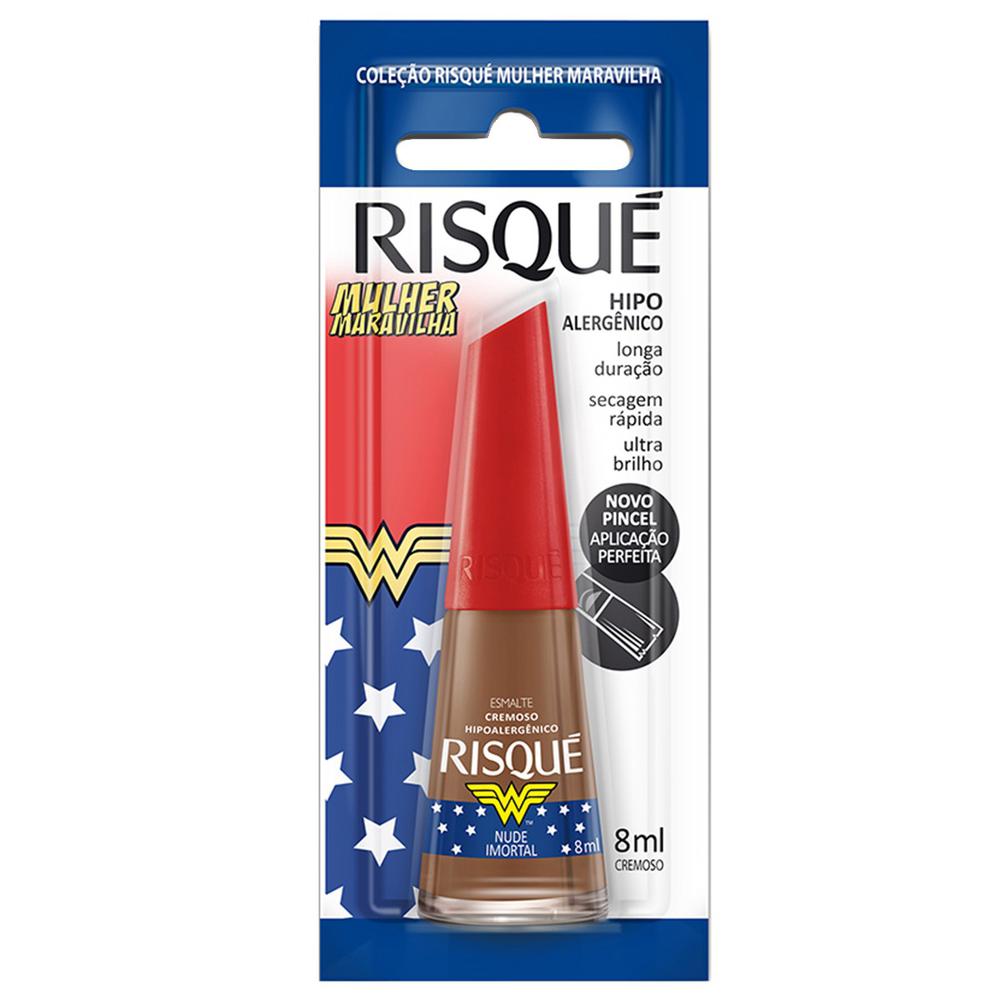 COLEÇÃO RISQUÉ MULHER MARAVILHA
RISQUÉ
MULHER
MARAVILHA
HIPO
ALERGÊNICO
longa
duração
secagem
rápida
ultra
brilho
NOVO
PINCEL
APLICAÇÃO
PERFEITA
RISQUÉ
ESMALTE
CREMOSO
HIPOALERGÊNICO
RISQUÉ
W
TM
NUDE
IMORTAL
8ml
8ml
CREMOSO